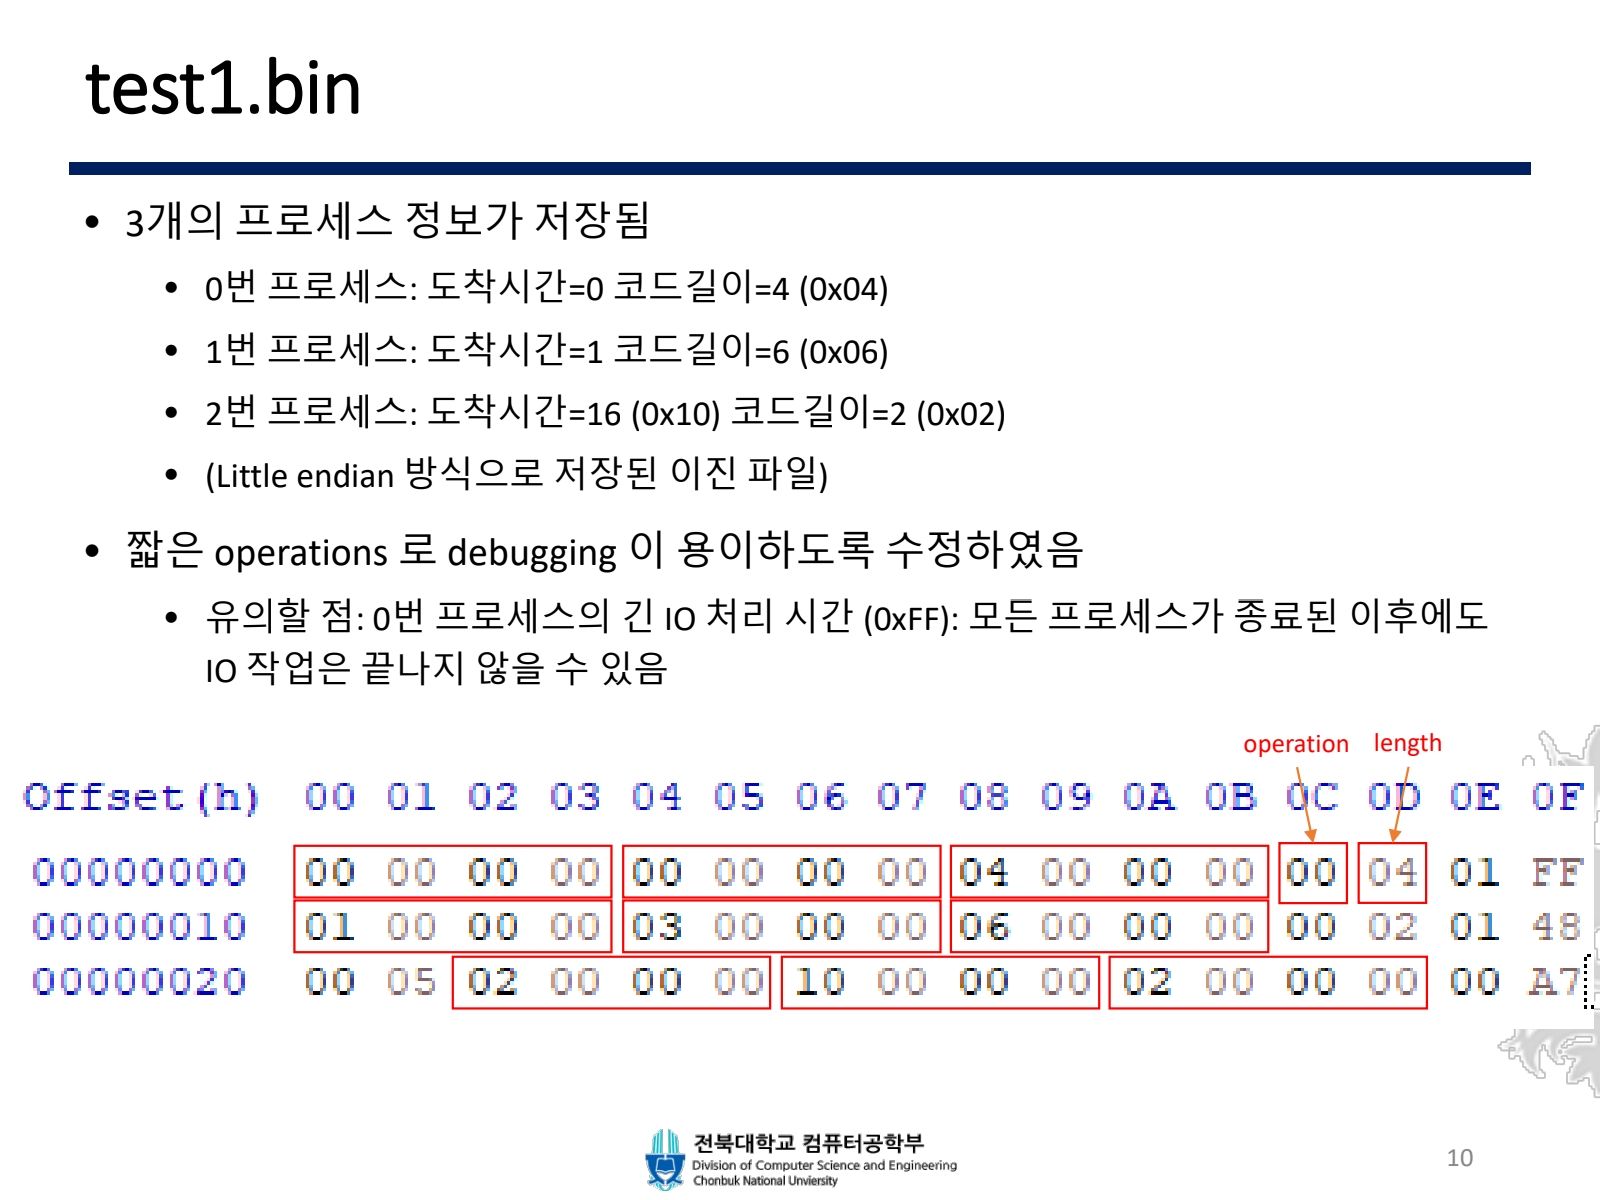 test1.bin
• 3개의 프로세스 정보가 저장됨
• 0번 프로세스: 도착시간=0 코드길이=4 (0x04)
• 1번 프로세스: 도착시간=1 코드길이=6 (0x06)
• 2번 프로세스: 도착시간=16 (0x10) 코드길이=2 (0x02)
• (Little endian 방식으로 저장된 이진 파일)
• 짧은 operations 로 debugging 이 용이하도록 수정하였음
• 유의할 점: 0번 프로세스의 긴 IO 처리 시간 (0xFF): 모든 프로세스가 종료된 이후에도
IO 작업은 끝나지 않을 수 있음
operation length
Offset(h) 00 01 02 03 04 05 06 07 08 09 0A 0B 0C 0D 0E 0F
00000000 00 00 00 00 00 00 00 00 04 00 00 00 00 04 01 FF
00000010 01 00 00 00 03 00 00 00 06 00 00 00 00 02 01 48
00000020 00 05 02 00 00 00 10 00 00 00 02 00 00 00 00 A7
전북대학교 컴퓨터공학부
Division of Computer Science and Engineering
Chonbuk National Unviersity
10